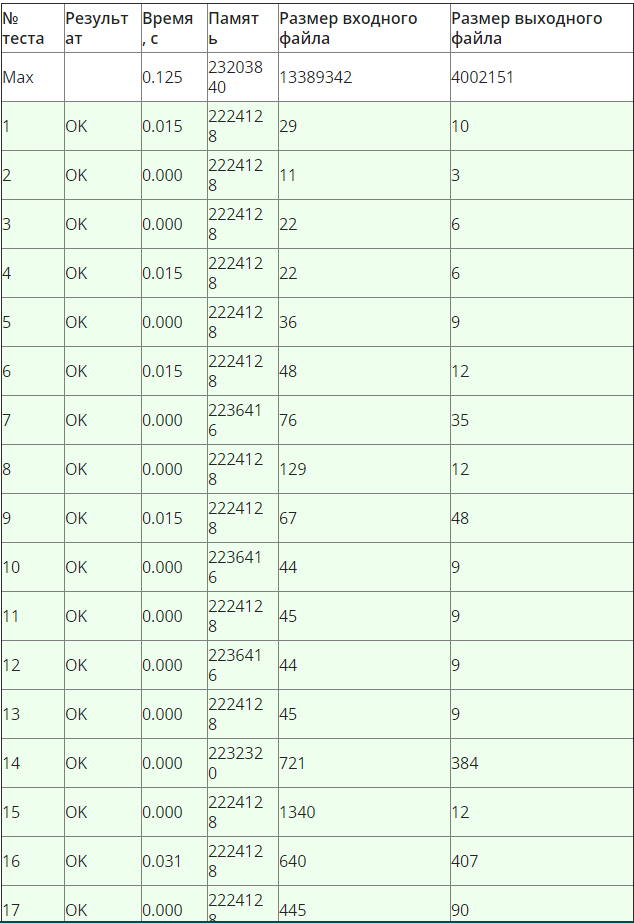 № теста Результат Время, с Память Размер входного файла Размер выходного файла
Max 0.125 23203840 13389342 4002151
1 OK 0.015 2224128 29 10
2 OK 0.000 2224128 11 3
3 OK 0.000 2224128 22 6
4 OK 0.015 2224128 22 6
5 OK 0.000 2224128 36 9
6 OK 0.015 2224128 48 12
7 OK 0.000 2236416 76 35
8 OK 0.000 2224128 129 12
9 OK 0.015 2224128 67 48
10 OK 0.000 2236416 44 9
11 OK 0.000 2224128 45 9
12 OK 0.000 2236416 44 9
13 OK 0.000 2224128 45 9
14 OK 0.000 2232320 721 384
15 OK 0.000 2224128 1340 12
16 OK 0.031 2224128 640 407
17 OK 0.000 2224128 445 90